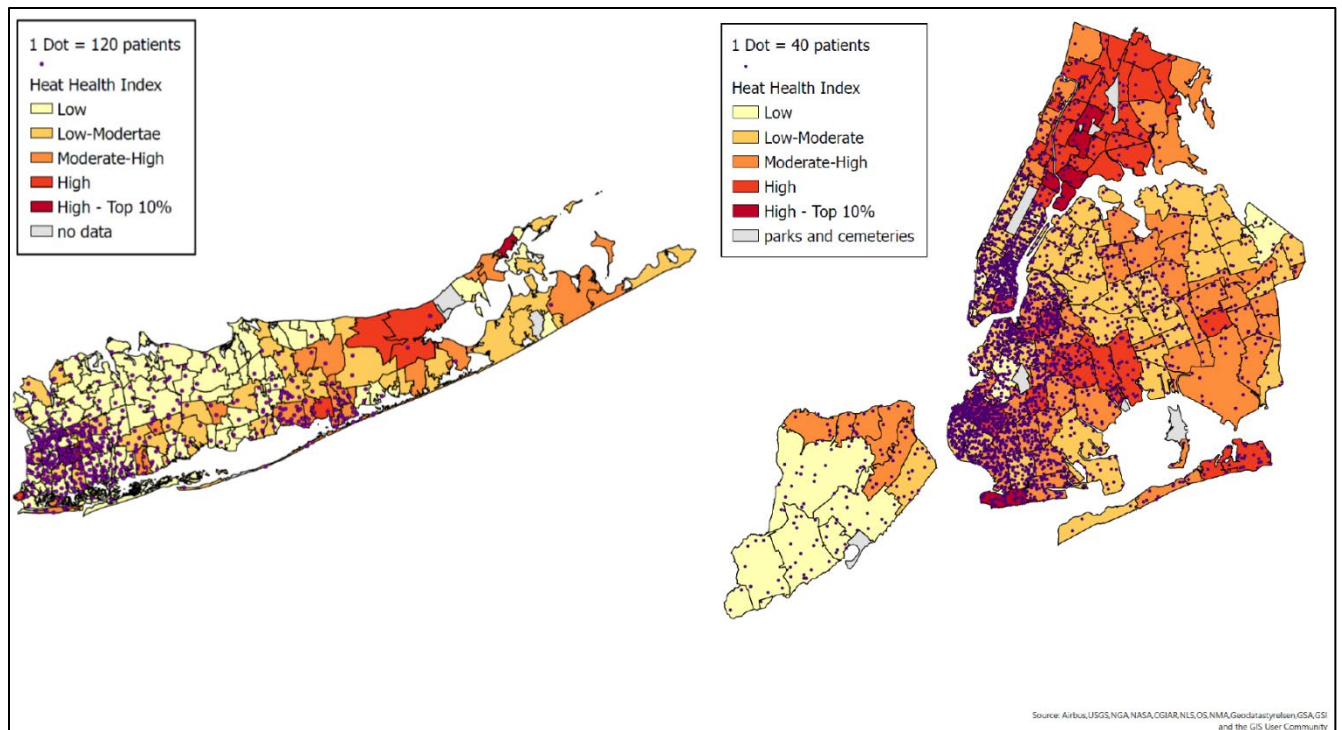 1 Dot = 120 patients
Heat Health Index
Low
Low-Modertae
Moderate-High
High
High - Top 10%
no data
1 Dot = 40 patients
Heat Health Index
Low
Low-Moderate
Moderate-High
High
High - Top 10%
parks and cemeteries
Source: Airbus,USGS,NGA,NASA,CGIAR,NLS,OS,NMA,Geodatastyrelsen,GSA,GSI
and the GIS User Community